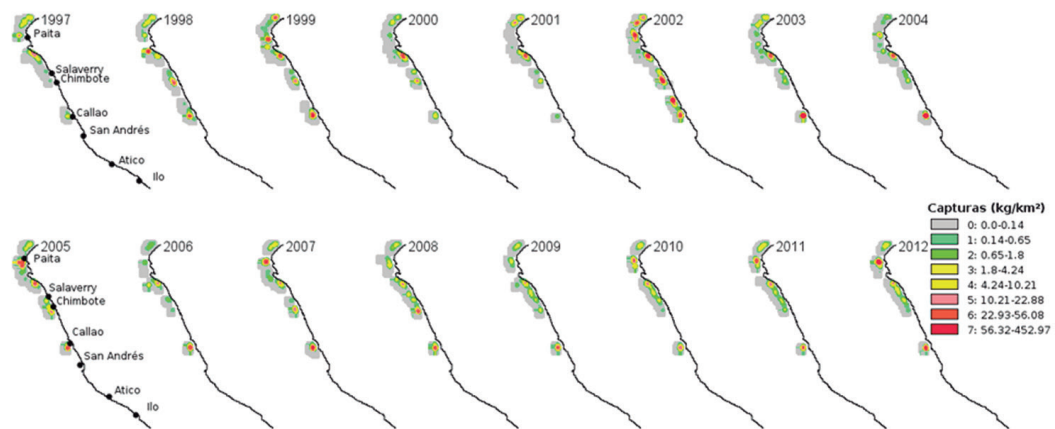 1997
1998
1999
2000
2001
2002
2003
2004
Paita
Salaverry
Chimbote
Callao
San Andrés
Atico
Ilo
2005
2006
2007
2008
2009
2010
2011
2012
Paita
Salaverry
Chimbote
Callao
San Andrés
Atico
Ilo
Capturas (kg/km²)
0: 0.0-0.14
1: 0.14-0.65
2: 0.65-1.8
3: 1.8-4.24
4: 4.24-10.21
5: 10.21-22.88
6: 22.93-56.08
7: 56.32-452.97